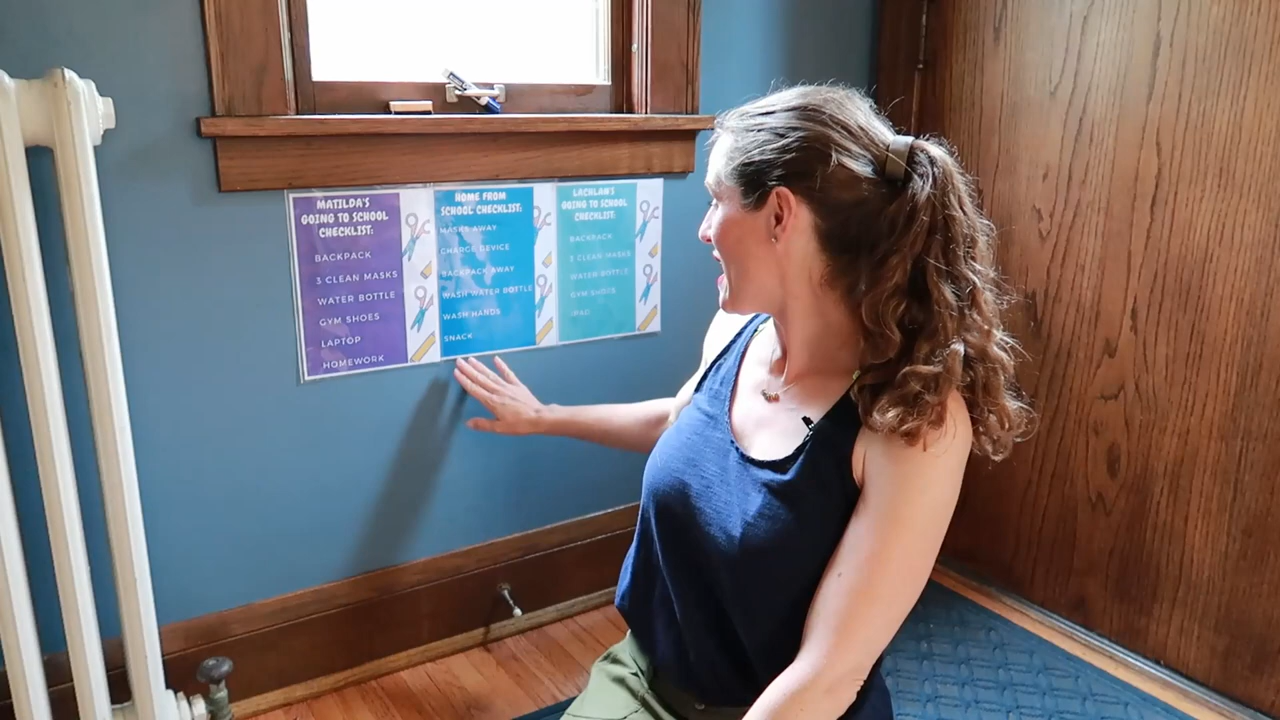 MATILDA'S
GOING TO SCHOOL
CHECKLIST:
BACKPACK
3 CLEAN MASKS
WATER BOTTLE
GYM SHOES
LAPTOP
HOMEWORK
HOME FROM
SCHOOL CHECKLIST:
MASKS AWAY
CHARGE DEVICE
BACKPACK AWAY
WASH WATER BOTTLE
WASH HANDS
SNACK
LACHLAN'S
GOING TO SCHOOL
CHECKLIST:
BACKPACK
3 CLEAN MASKS
WATER BOTTLE
GYM SHOES
IPAD